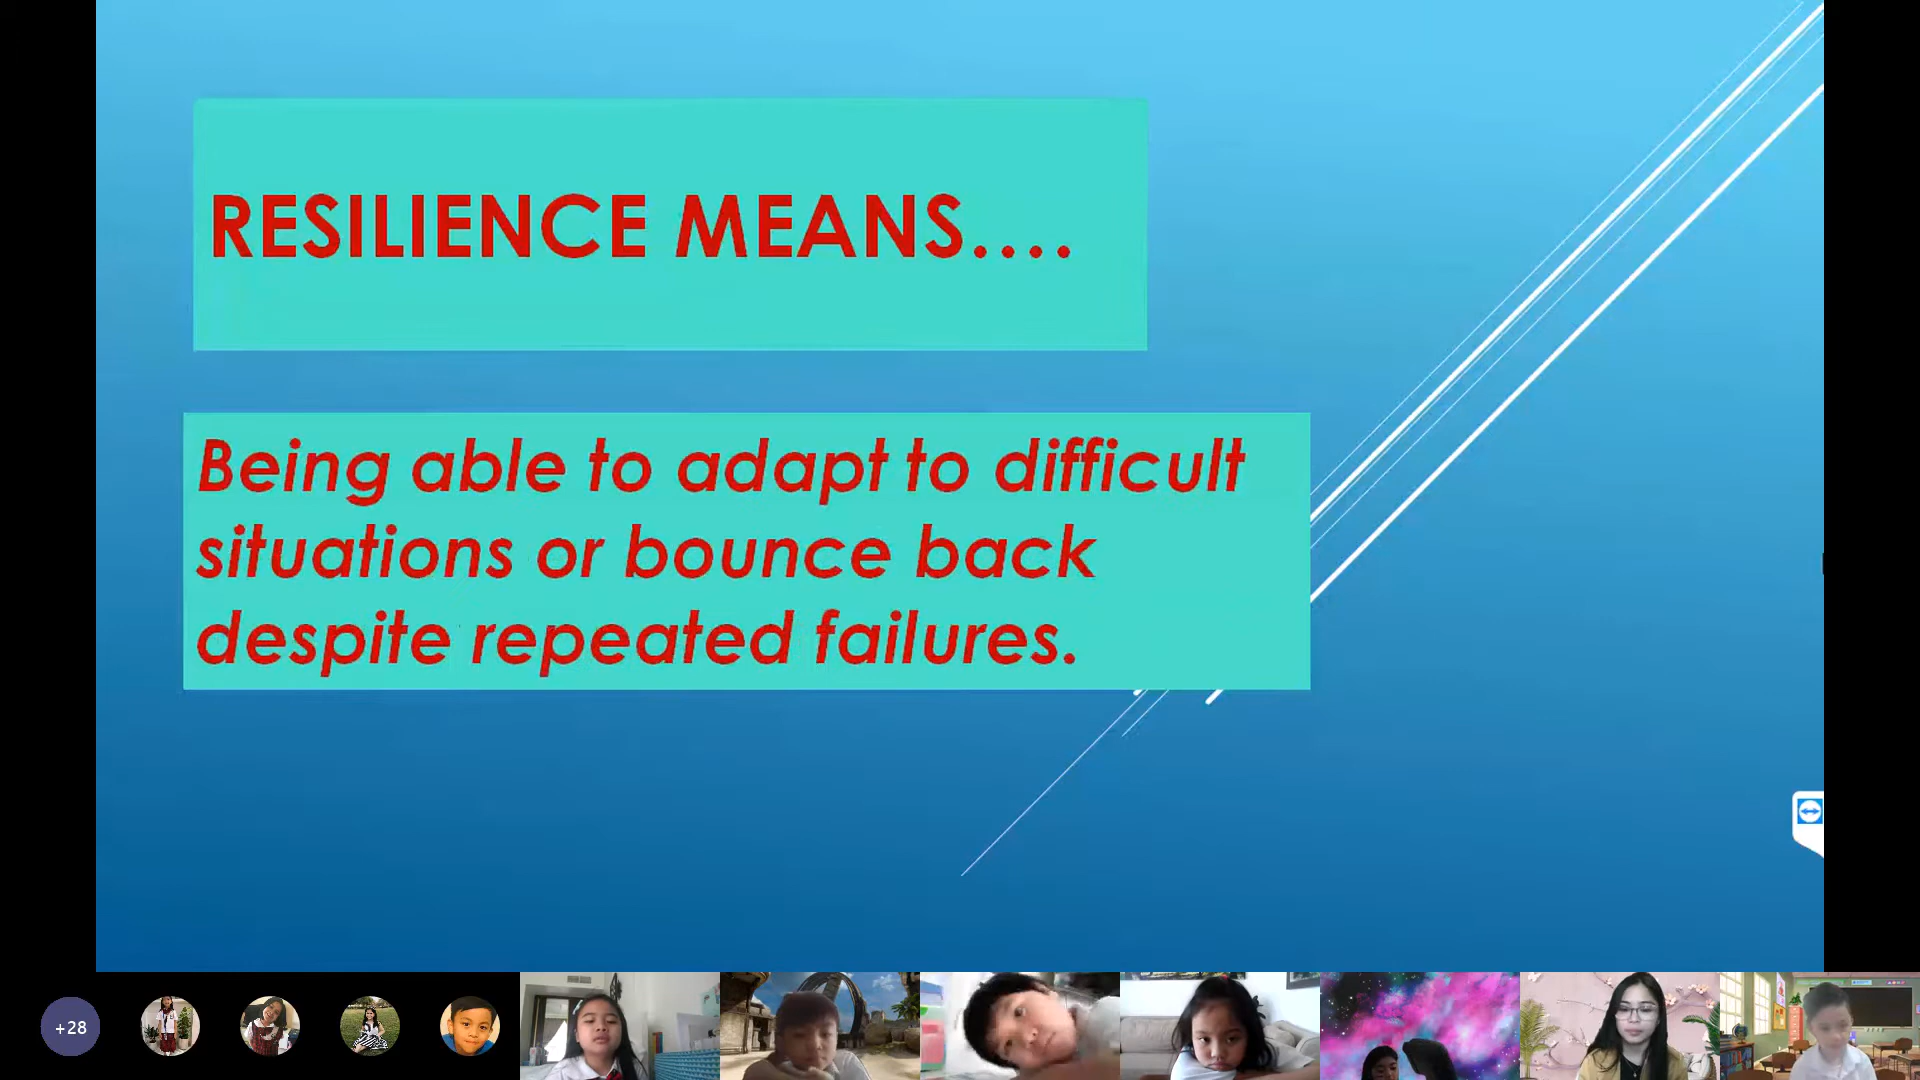 RESILIENCE MEANS....
Being able to adapt to difficult
situations or bounce back
despite repeated failures.
+28